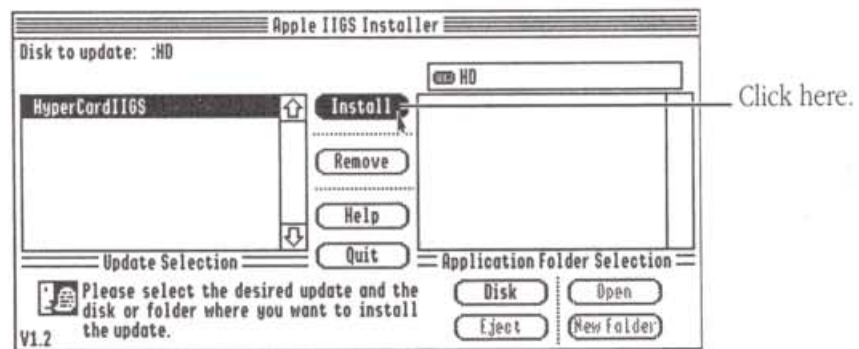 Apple IIGS Installer
Disk to update: :HD
HD
HyperCardIIGS
Install
Click here.
Remove
Help
Quit
Update Selection
Application Folder Selection
Please select the desired update and the
disk or folder where you want to install
the update.
V1.2
Disk
Open
Eject
New Folder